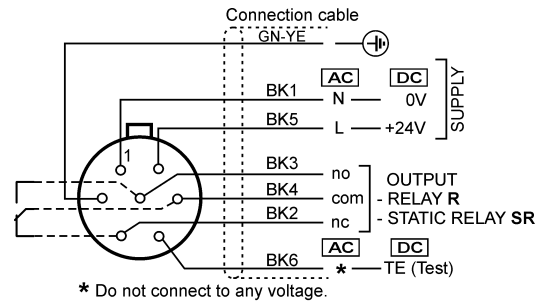 Connection cable
GN-YE
AC DC
BK1 N 0V
BK5 L +24V
SUPPLY
1
BK3 no
BK4 com
BK2 nc
OUTPUT
- RELAY R
- STATIC RELAY SR
AC DC
BK6 * TE (Test)
* Do not connect to any voltage.